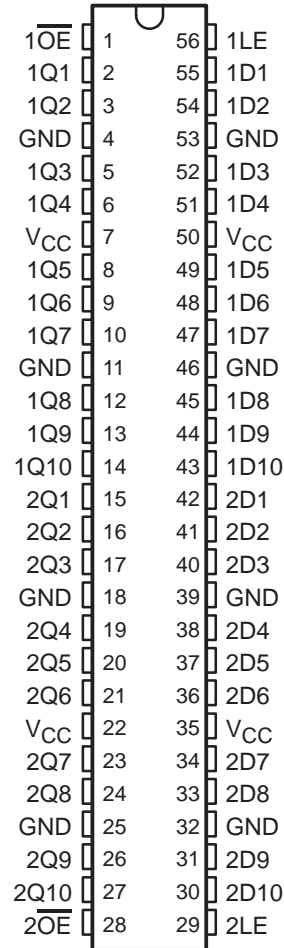 1OE 1 56 1LE
1Q1 2 55 1D1
1Q2 3 54 1D2
GND 4 53 GND
1Q3 5 52 1D3
1Q4 6 51 1D4
VCC 7 50 VCC
1Q5 8 49 1D5
1Q6 9 48 1D6
1Q7 10 47 1D7
GND 11 46 GND
1Q8 12 45 1D8
1Q9 13 44 1D9
1Q10 14 43 1D10
2Q1 15 42 2D1
2Q2 16 41 2D2
2Q3 17 40 2D3
GND 18 39 GND
2Q4 19 38 2D4
2Q5 20 37 2D5
2Q6 21 36 2D6
VCC 22 35 VCC
2Q7 23 34 2D7
2Q8 24 33 2D8
GND 25 32 GND
2Q9 26 31 2D9
2Q10 27 30 2D10
2OE 28 29 2LE